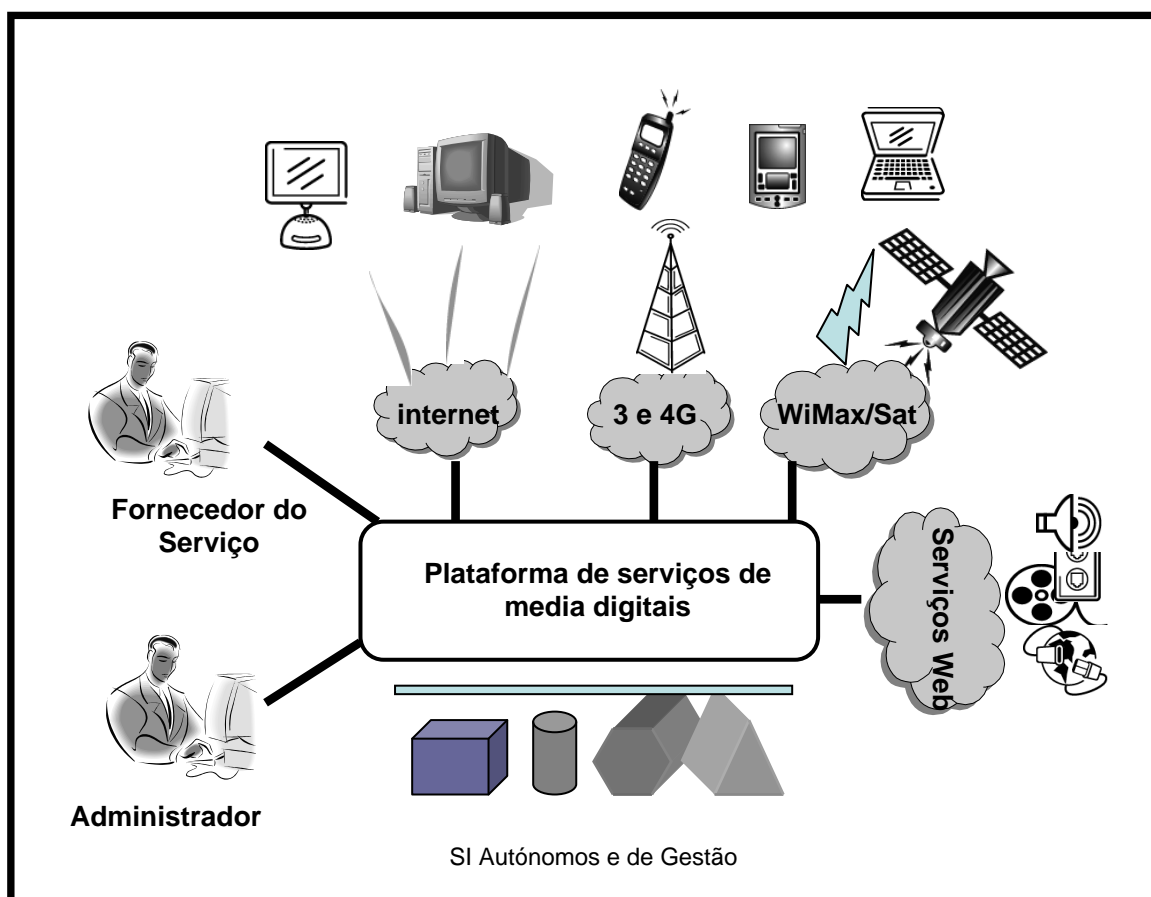 internet
3 e 4G
WiMax/Sat
Fornecedor do
Serviço
Plataforma de serviços de
media digitais
Serviços Web
Administrador
SI Autónomos e de Gestão